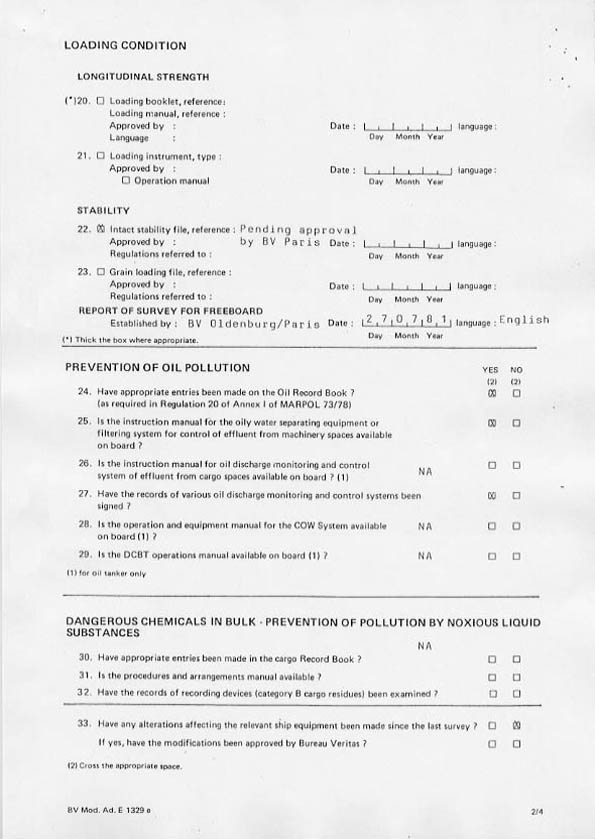 LOADING CONDITION
LONGITUDINAL STRENGTH
(*)20. ☐ Loading booklet, reference:
Loading manual, reference :
Approved by : Date : language :
Language : Day Month Year
21. ☐ Loading instrument, type :
Approved by : Date : language :
☐ Operation manual Day Month Year
STABILITY
22. ☒ Intact stability file, reference : Pending approval
Approved by : by BV Paris Date : language :
Regulations referred to : Day Month Year
23. ☐ Grain loading file, reference :
Approved by : Date : language :
Regulations referred to : Day Month Year
REPORT OF SURVEY FOR FREEBOARD
Established by : BV Oldenburg/Paris Date : 2 7 0 7 8 1 language : English
(*) Thick the box where appropriate. Day Month Year
PREVENTION OF OIL POLLUTION YES NO
(2) (2)
24. Have appropriate entries been made on the Oil Record Book ? ☒ ☐
(as required in Regulation 20 of Annex I of MARPOL 73/78)
25. Is the instruction manual for the oily water separating equipment or ☒ ☐
filtering system for control of effluent from machinery spaces available
on board ?
26. Is the instruction manual for oil discharge monitoring and control ☐ ☐
system of effluent from cargo spaces available on board ? (1) NA
27. Have the records of various oil discharge monitoring and control systems been ☒ ☐
signed ?
28. Is the operation and equipment manual for the COW System available NA ☐ ☐
on board (1) ?
29. Is the DCBT operations manual available on board (1) ? NA ☐ ☐
(1) for oil tanker only
DANGEROUS CHEMICALS IN BULK - PREVENTION OF POLLUTION BY NOXIOUS LIQUID
SUBSTANCES
NA
30. Have appropriate entries been made in the cargo Record Book ? ☐ ☐
31. Is the procedures and arrangements manual available ? ☐ ☐
32. Have the records of recording devices (category B cargo residues) been examined ? ☐ ☐
33. Have any alterations affecting the relevant ship equipment been made since the last survey ? ☐ ☒
If yes, have the modifications been approved by Bureau Veritas ? ☐ ☐
(2) Cross the appropriate space.
BV Mod. Ad. E 1329 e 2/4